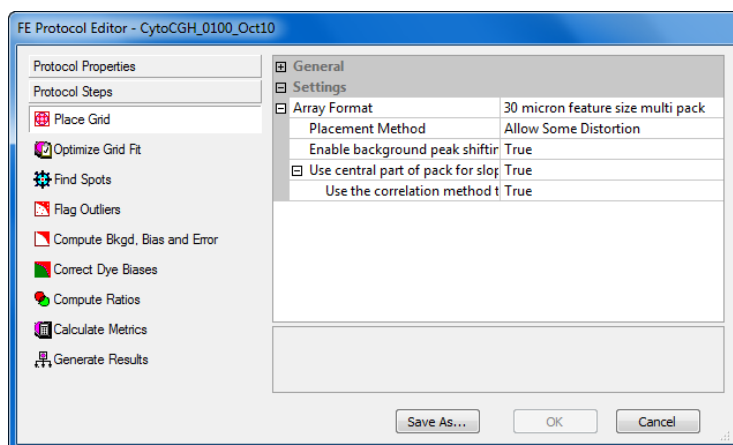 FE Protocol Editor - CytoCGH_0100_Oct10
Protocol Properties
Protocol Steps
Place Grid
Optimize Grid Fit
Find Spots
Flag Outliers
Compute Bkgd, Bias and Error
Correct Dye Biases
Compute Ratios
Calculate Metrics
Generate Results
General
Settings
Array Format 30 micron feature size multi pack
Placement Method Allow Some Distortion
Enable background peak shiftin True
Use central part of pack for slop True
Use the correlation method t True
Save As... OK Cancel